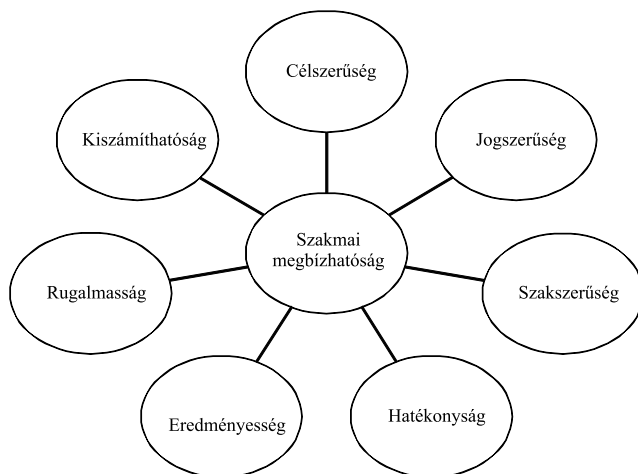 Célszerűség
Kiszámíthatóság
Jogszerűség
Szakmai
megbízhatóság
Rugalmasság
Szakszerűség
Eredményesség
Hatékonyság